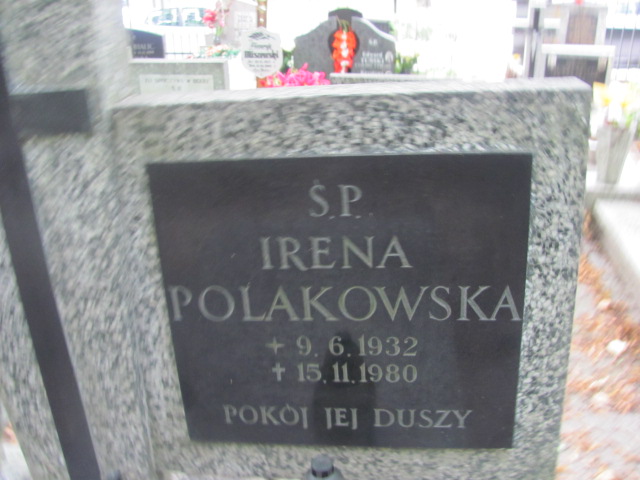 Ś.P.
IRENA
POLAKOWSKA
+ 9.6.1932
† 15.11.1980
POKÓJ JEJ DUSZY